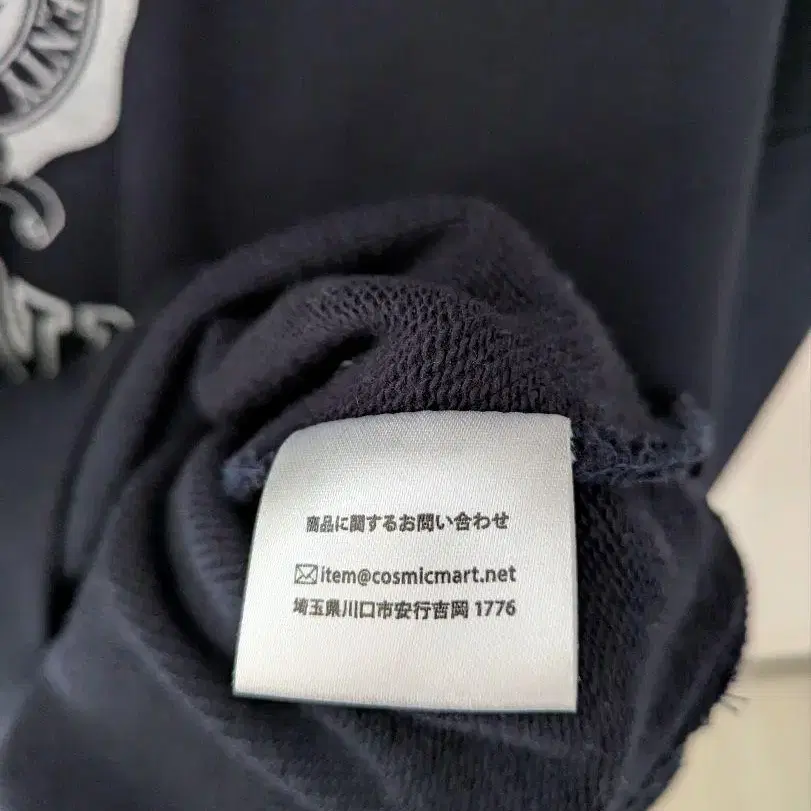 商品に関するお問い合わせ
item@cosmicmart.net
埼玉県川口市安行吉岡 1776